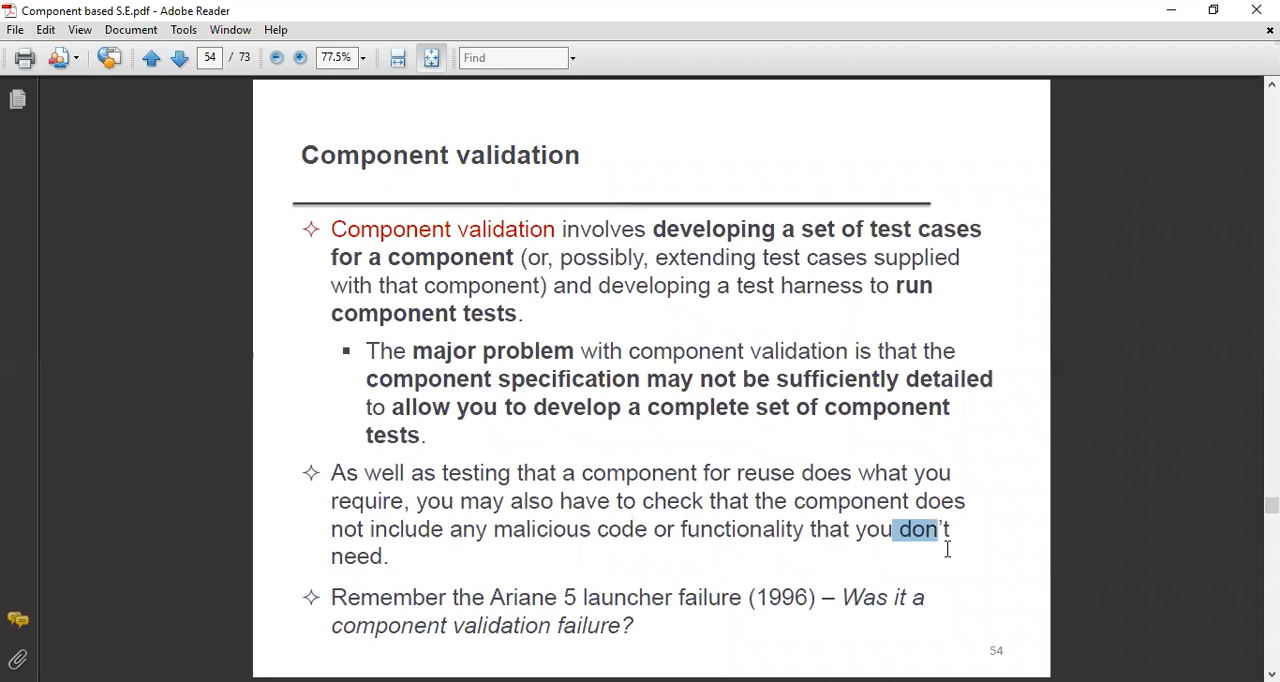 Component based S.E.pdf - Adobe Reader
File Edit View Document Tools Window Help
54 / 73 77.5% Find
Component validation
Component validation involves developing a set of test cases
for a component (or, possibly, extending test cases supplied
with that component) and developing a test harness to run
component tests.
The major problem with component validation is that the
component specification may not be sufficiently detailed
to allow you to develop a complete set of component
tests.
As well as testing that a component for reuse does what you
require, you may also have to check that the component does
not include any malicious code or functionality that you don’t
need.
Remember the Ariane 5 launcher failure (1996) – Was it a
component validation failure?
54